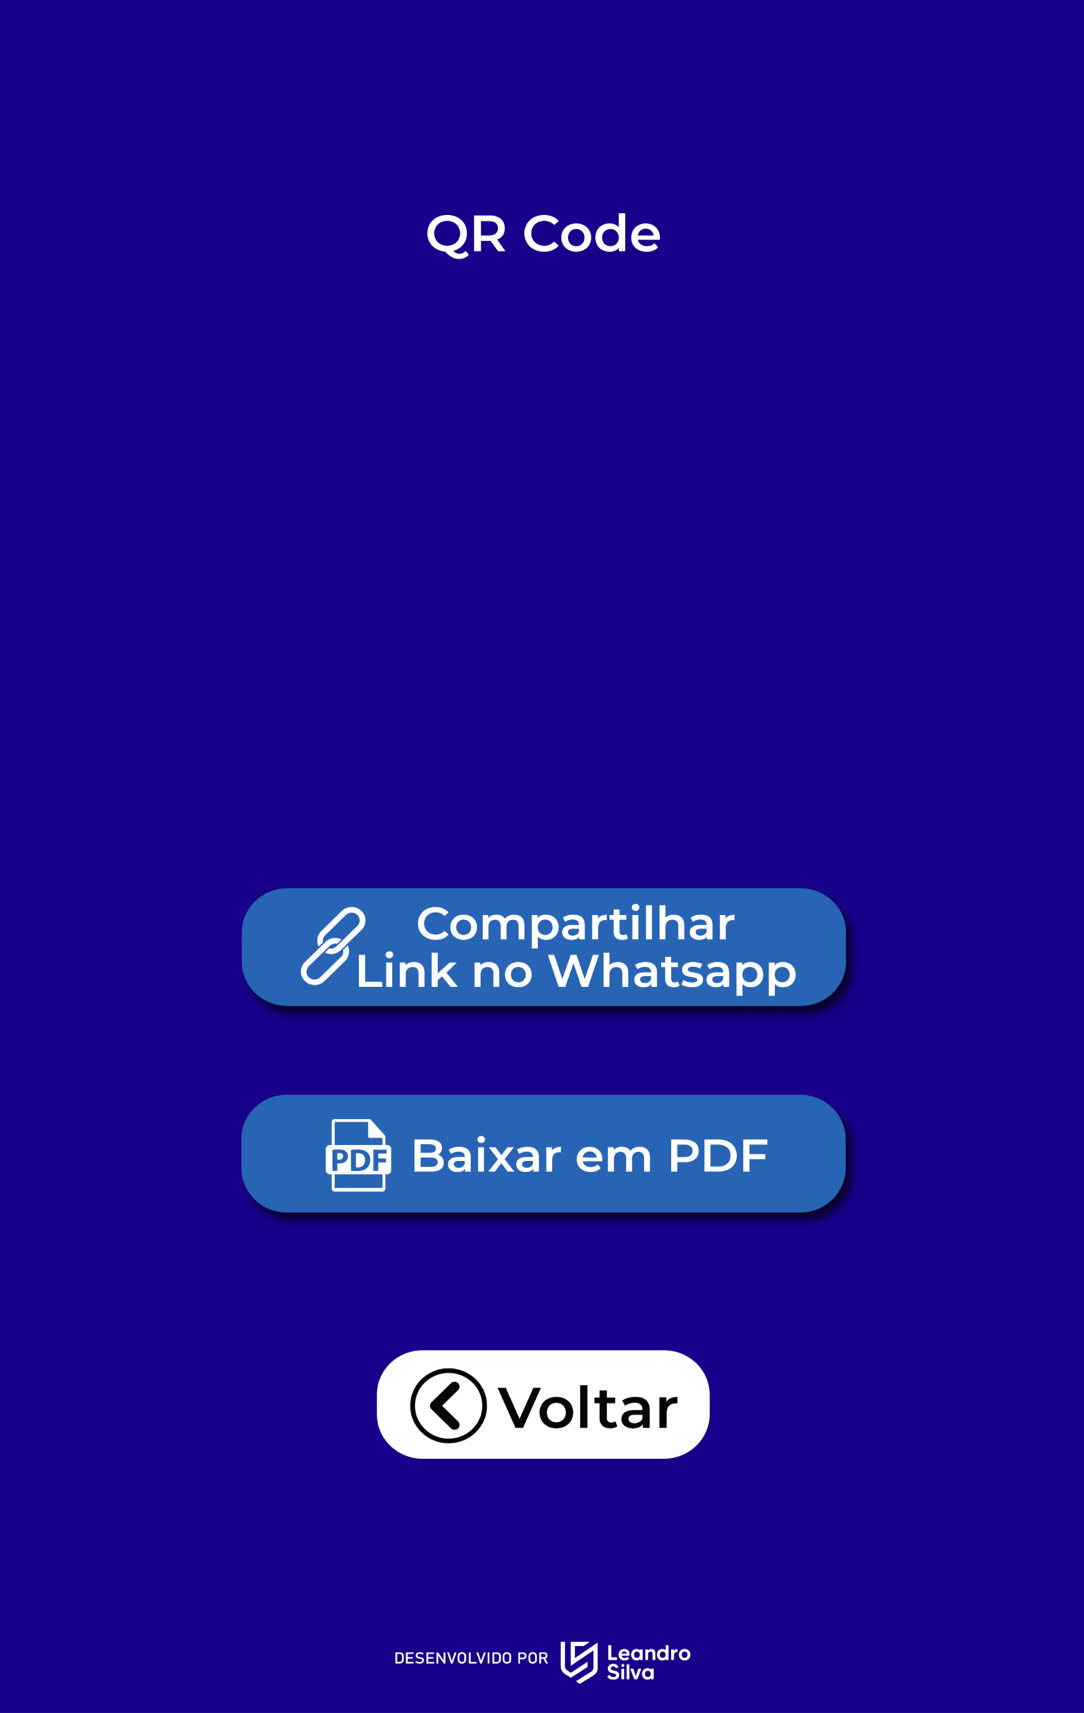 QR Code
Compartilhar
Link no Whatsapp
PDF Baixar em PDF
Voltar
DESENVOLVIDO POR Leandro
Silva